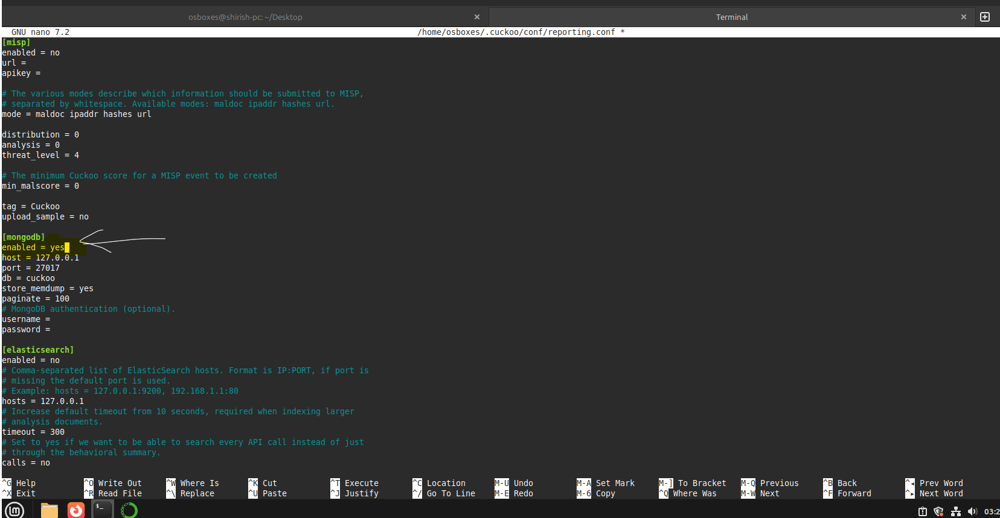 osboxes@shirish-pc: ~/Desktop
Terminal
GNU nano 7.2 /home/osboxes/.cuckoo/conf/reporting.conf *
[misp]
enabled = no
url =
apikey =
# The various modes describe which information should be submitted to MISP,
# separated by whitespace. Available modes: maldoc ipaddr hashes url.
mode = maldoc ipaddr hashes url
distribution = 0
analysis = 0
threat_level = 4
# The minimum Cuckoo score for a MISP event to be created
min_malscore = 0
tag = Cuckoo
upload_sample = no
[mongodb]
enabled = yes
host = 127.0.0.1
port = 27017
db = cuckoo
store_memdump = yes
paginate = 100
# MongoDB authentication (optional).
username =
password =
[elasticsearch]
enabled = no
# Comma-separated list of ElasticSearch hosts. Format is IP:PORT, if port is
# missing the default port is used.
# Example: hosts = 127.0.0.1:9200, 192.168.1.1:80
hosts = 127.0.0.1
# Increase default timeout from 10 seconds, required when indexing larger
# analysis documents.
timeout = 300
# Set to yes if we want to be able to search every API call instead of just
# through the behavioral summary.
calls = no
^G Help ^O Write Out ^W Where Is ^K Cut ^T Execute ^C Location M-U Undo M-A Set Mark M-] To Bracket M-Q Previous ^B Back ^◂ Prev Word
^X Exit ^R Read File ^\ Replace ^U Paste ^J Justify ^/ Go To Line M-E Redo M-6 Copy ^Q Where Was M-W Next ^F Forward ^▸ Next Word
03:2